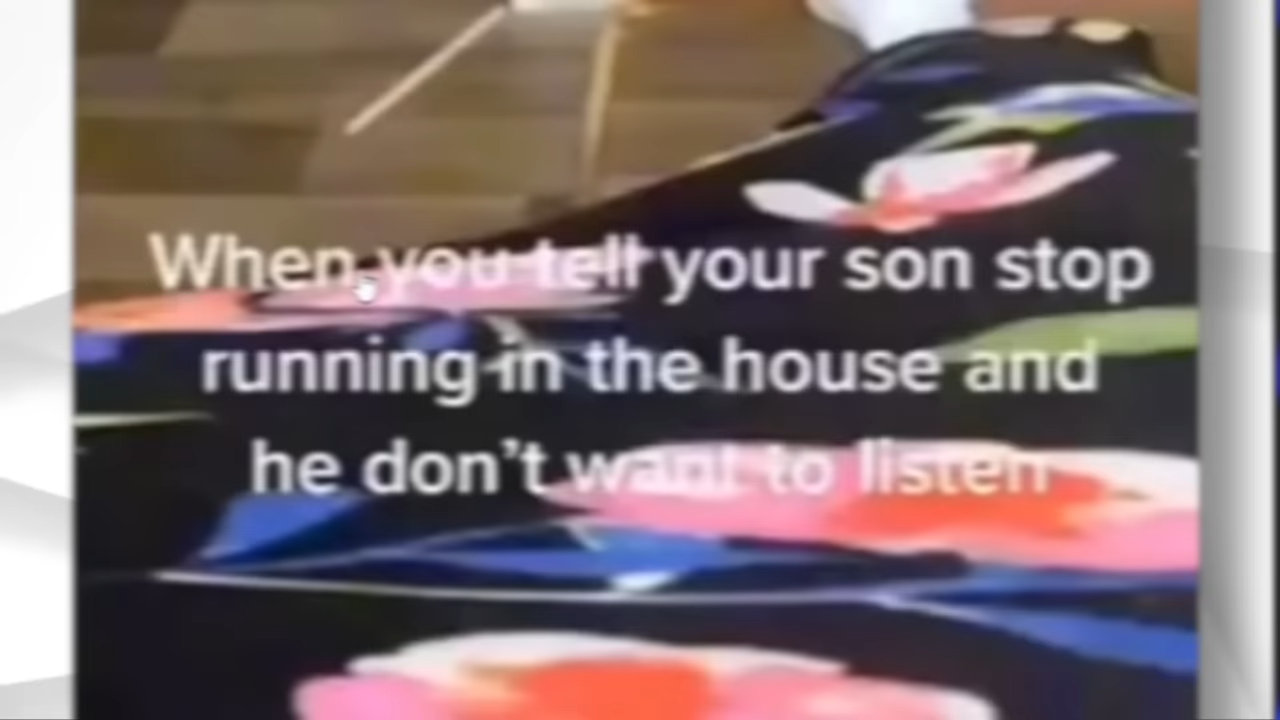 When you tell your son stop
running in the house and
he don't want to listen